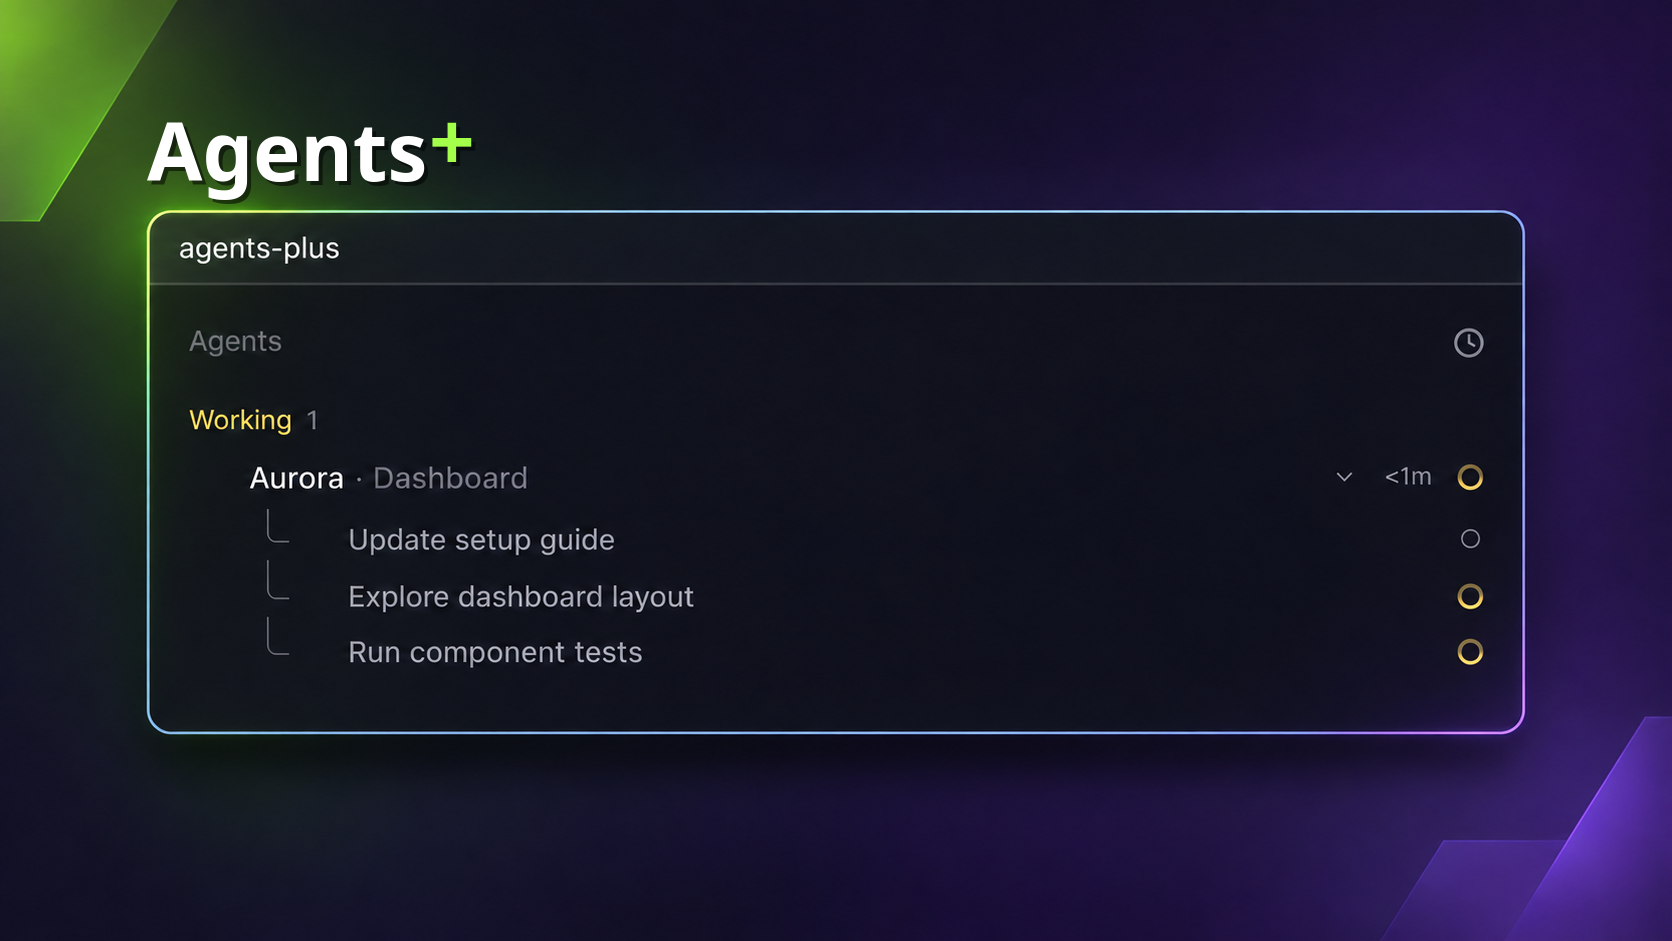 Agents+
agents-plus
Agents
Working 1
Aurora · Dashboard <1m
Update setup guide
Explore dashboard layout
Run component tests